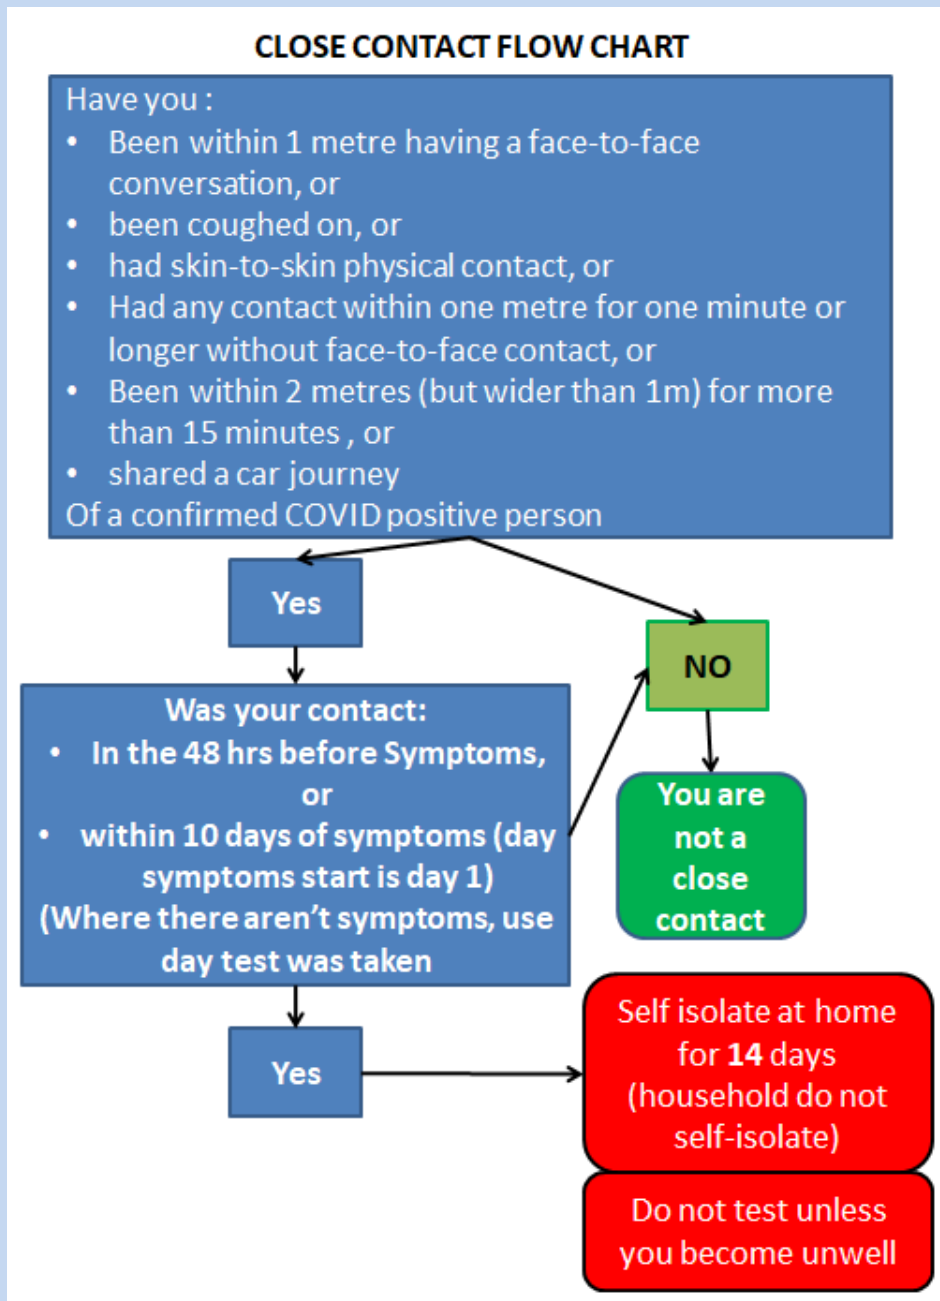 CLOSE CONTACT FLOW CHART
Have you :
• Been within 1 metre having a face-to-face
conversation, or
• been coughed on, or
• had skin-to-skin physical contact, or
• Had any contact within one metre for one minute or
longer without face-to-face contact, or
• Been within 2 metres (but wider than 1m) for more
than 15 minutes , or
• shared a car journey
Of a confirmed COVID positive person
Yes
NO
Was your contact:
• In the 48 hrs before Symptoms,
or
• within 10 days of symptoms (day
symptoms start is day 1)
(Where there aren't symptoms, use
day test was taken
You are
not a
close
contact
Yes
Self isolate at home
for 14 days
(household do not
self-isolate)
Do not test unless
you become unwell